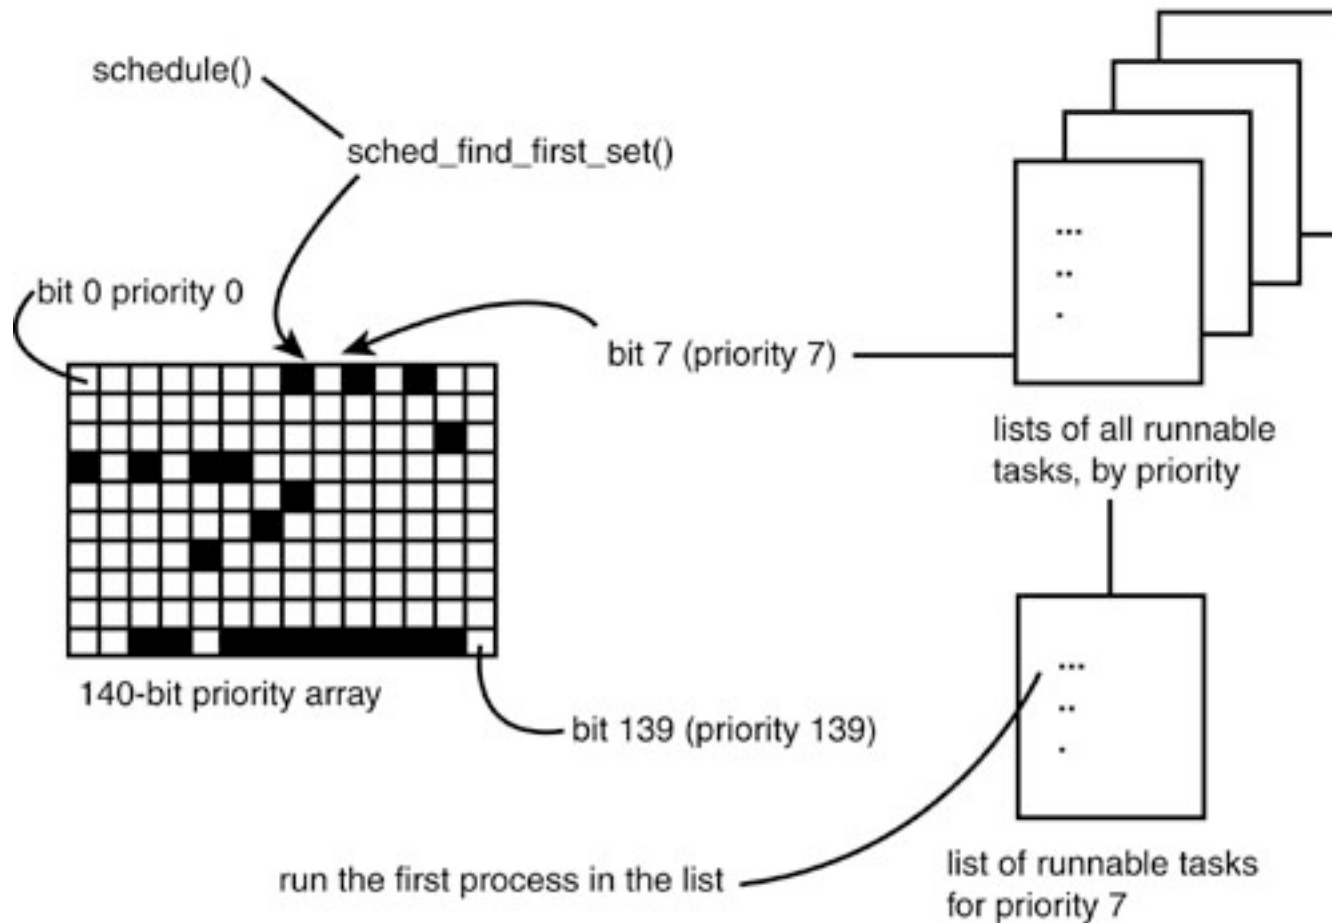 schedule()
sched_find_first_set()
bit 0 priority 0
bit 7 (priority 7)
lists of all runnable
tasks, by priority
140-bit priority array
bit 139 (priority 139)
run the first process in the list
list of runnable tasks
for priority 7